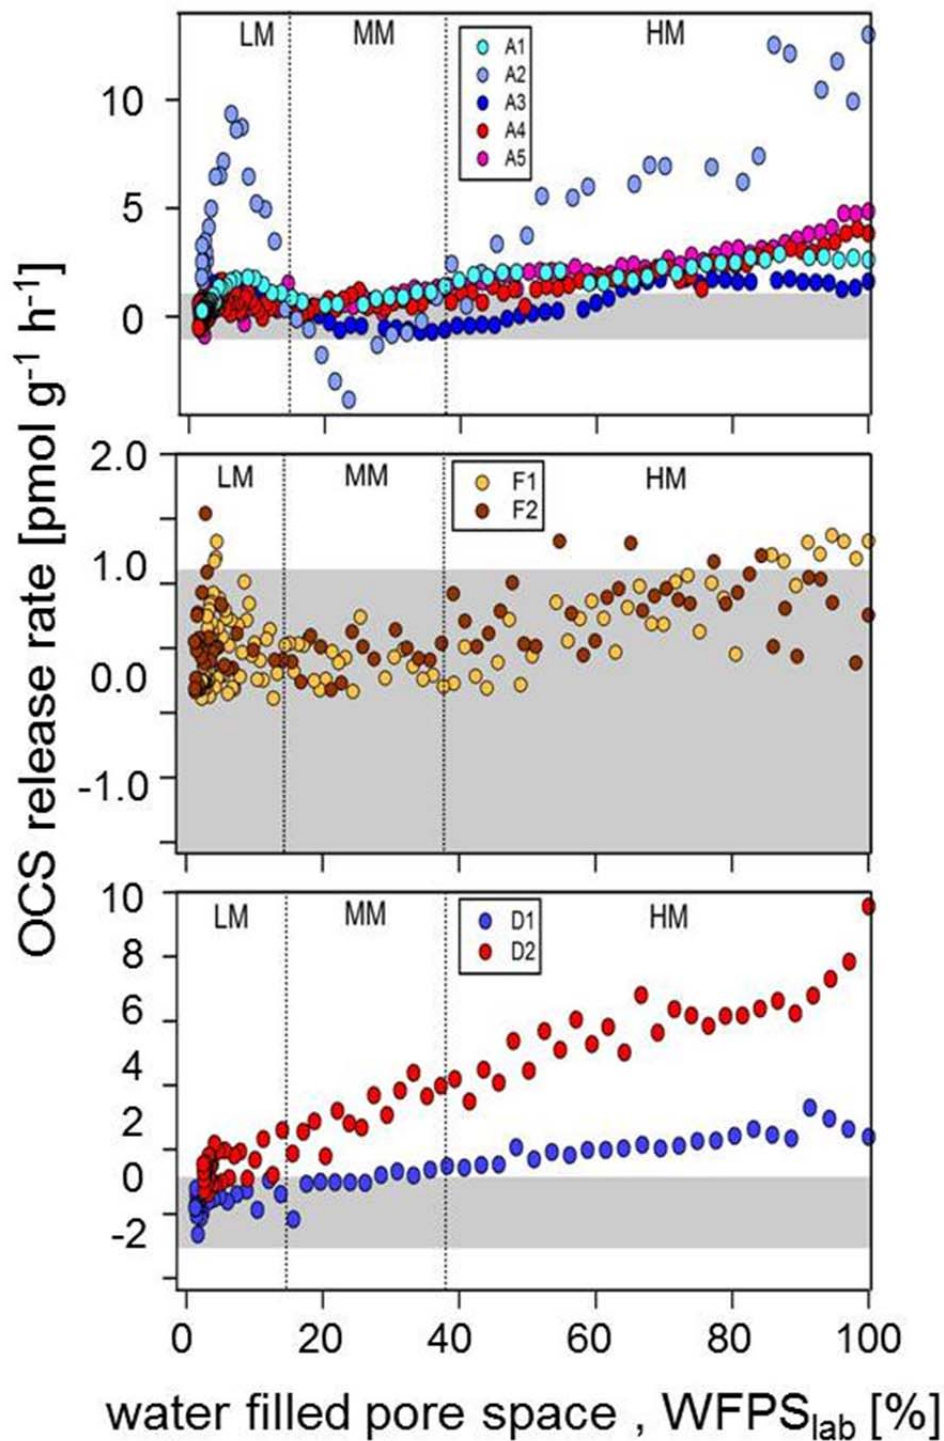 OCS release rate [pmol g⁻¹ h⁻¹]
LM MM HM
A1
A2
A3
A4
A5
10
5
0
LM MM HM
F1
F2
2.0
1.0
0.0
-1.0
LM MM HM
D1
D2
10
8
6
4
2
0
-2
0 20 40 60 80 100
water filled pore space , WFPSlab [%]